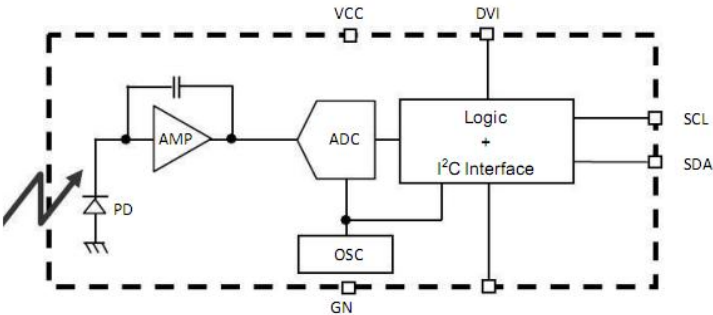 VCC
DVI
AMP
ADC
Logic
+
I²C Interface
SCL
SDA
PD
OSC
GN